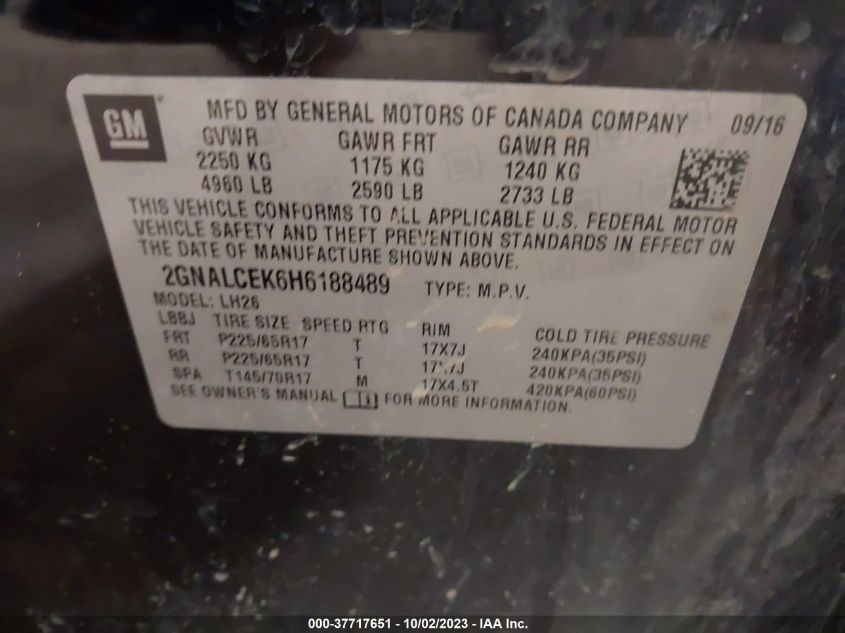 GM MFD BY GENERAL MOTORS OF CANADA COMPANY 09/16
GVWR GAWR FRT GAWR RR
2250 KG 1175 KG 1240 KG
4960 LB 2590 LB 2733 LB
THIS VEHICLE CONFORMS TO ALL APPLICABLE U.S. FEDERAL MOTOR
VEHICLE SAFETY AND THEFT PREVENTION STANDARDS IN EFFECT ON
THE DATE OF MANUFACTURE SHOWN ABOVE.
2GNALCEK6H6188489 TYPE: M.P.V.
MODEL: LH26
L88J TIRE SIZE SPEED RTG RIM COLD TIRE PRESSURE
FRT P225/65R17 T 17X7J 240KPA(35PSI)
RR P225/65R17 T 17X7J 240KPA(35PSI)
SPA T145/70R17 M 17X4.5T 420KPA(60PSI)
SEE OWNER'S MANUAL FOR MORE INFORMATION.
000-37717651 - 10/02/2023 - IAA Inc.